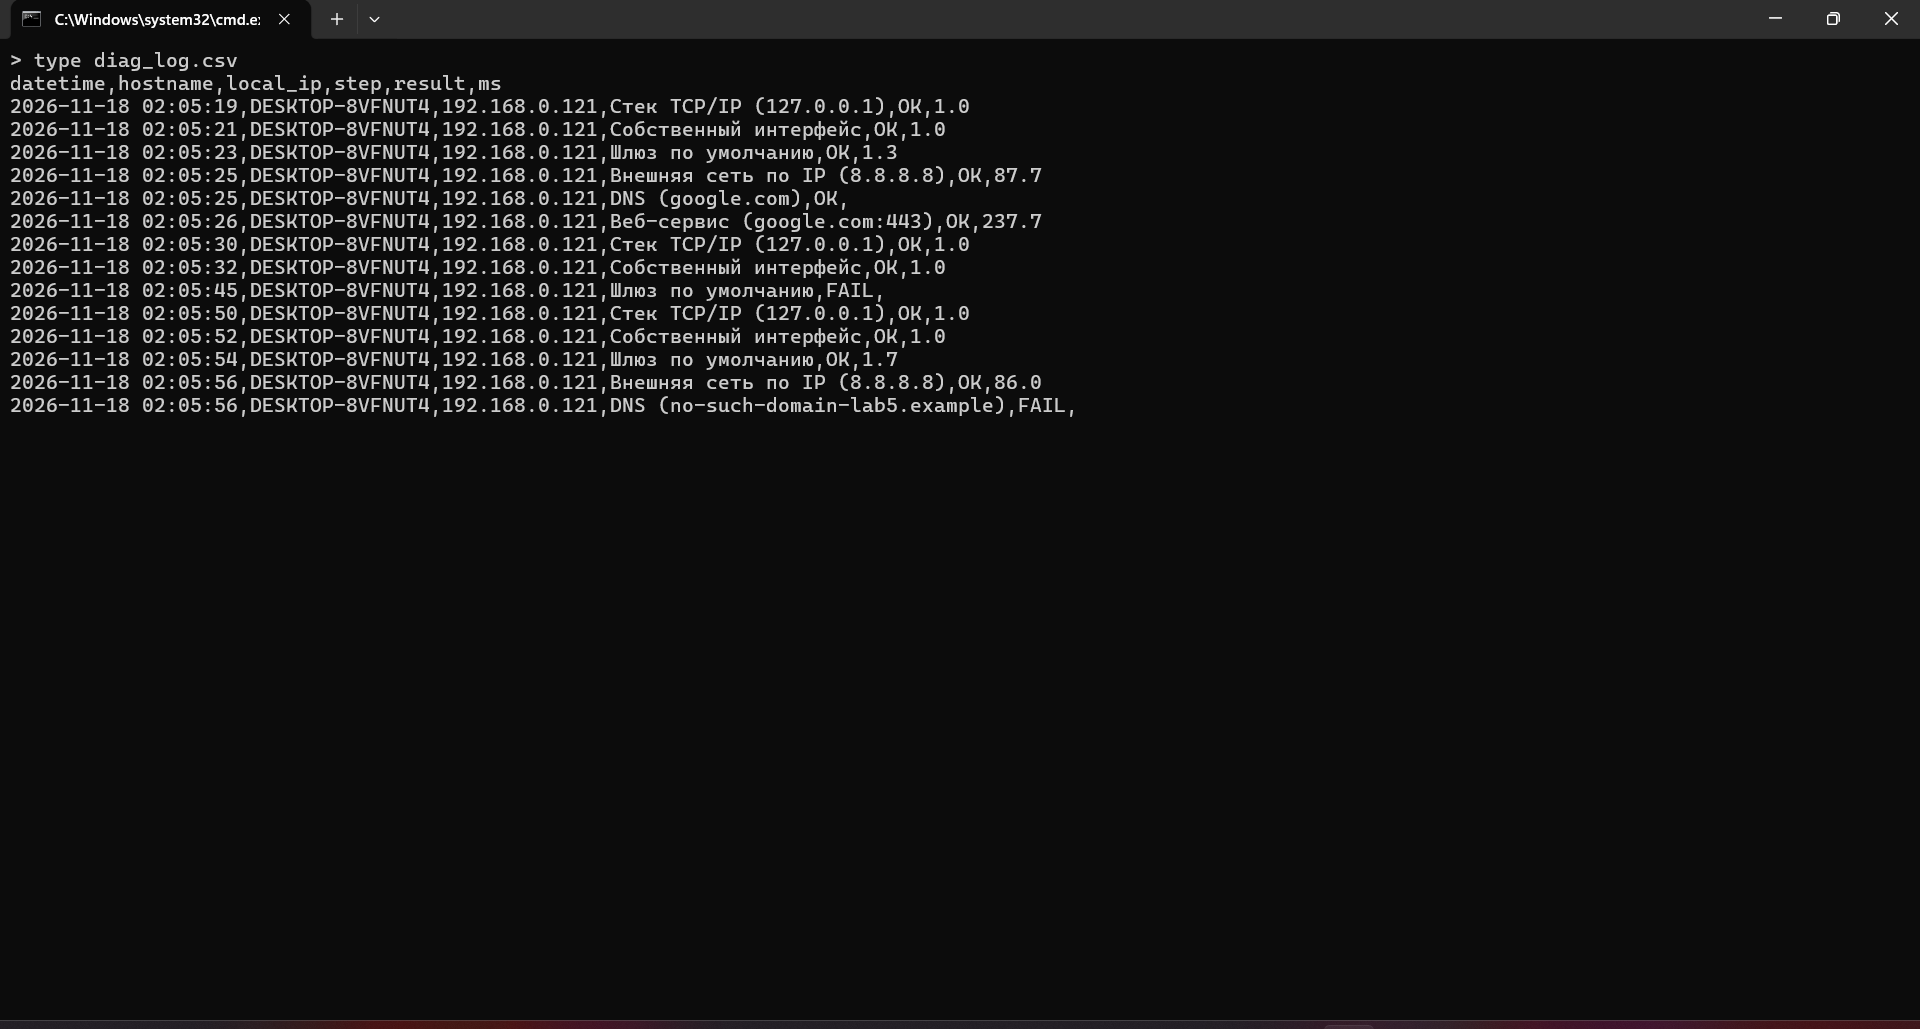 C:\Windows\system32\cmd.e
> type diag_log.csv
datetime,hostname,local_ip,step,result,ms
2026-11-18 02:05:19,DESKTOP-8VFNUT4,192.168.0.121,Стек TCP/IP (127.0.0.1),OK,1.0
2026-11-18 02:05:21,DESKTOP-8VFNUT4,192.168.0.121,Собственный интерфейс,OK,1.0
2026-11-18 02:05:23,DESKTOP-8VFNUT4,192.168.0.121,Шлюз по умолчанию,OK,1.3
2026-11-18 02:05:25,DESKTOP-8VFNUT4,192.168.0.121,Внешняя сеть по IP (8.8.8.8),OK,87.7
2026-11-18 02:05:25,DESKTOP-8VFNUT4,192.168.0.121,DNS (google.com),OK,
2026-11-18 02:05:26,DESKTOP-8VFNUT4,192.168.0.121,Веб-сервис (google.com:443),OK,237.7
2026-11-18 02:05:30,DESKTOP-8VFNUT4,192.168.0.121,Стек TCP/IP (127.0.0.1),OK,1.0
2026-11-18 02:05:32,DESKTOP-8VFNUT4,192.168.0.121,Собственный интерфейс,OK,1.0
2026-11-18 02:05:45,DESKTOP-8VFNUT4,192.168.0.121,Шлюз по умолчанию,FAIL,
2026-11-18 02:05:50,DESKTOP-8VFNUT4,192.168.0.121,Стек TCP/IP (127.0.0.1),OK,1.0
2026-11-18 02:05:52,DESKTOP-8VFNUT4,192.168.0.121,Собственный интерфейс,OK,1.0
2026-11-18 02:05:54,DESKTOP-8VFNUT4,192.168.0.121,Шлюз по умолчанию,OK,1.7
2026-11-18 02:05:56,DESKTOP-8VFNUT4,192.168.0.121,Внешняя сеть по IP (8.8.8.8),OK,86.0
2026-11-18 02:05:56,DESKTOP-8VFNUT4,192.168.0.121,DNS (no-such-domain-lab5.example),FAIL,